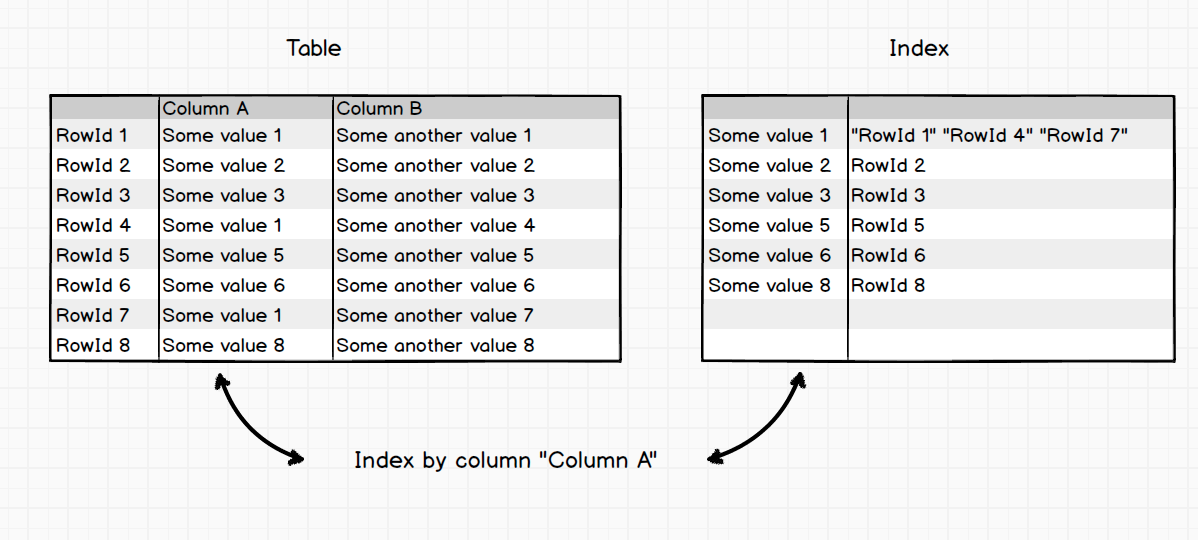 Table
Column A Column B
RowId 1 Some value 1 Some another value 1
RowId 2 Some value 2 Some another value 2
RowId 3 Some value 3 Some another value 3
RowId 4 Some value 1 Some another value 4
RowId 5 Some value 5 Some another value 5
RowId 6 Some value 6 Some another value 6
RowId 7 Some value 1 Some another value 7
RowId 8 Some value 8 Some another value 8
Index
Some value 1 "RowId 1" "RowId 4" "RowId 7"
Some value 2 RowId 2
Some value 3 RowId 3
Some value 5 RowId 5
Some value 6 RowId 6
Some value 8 RowId 8
Index by column "Column A"